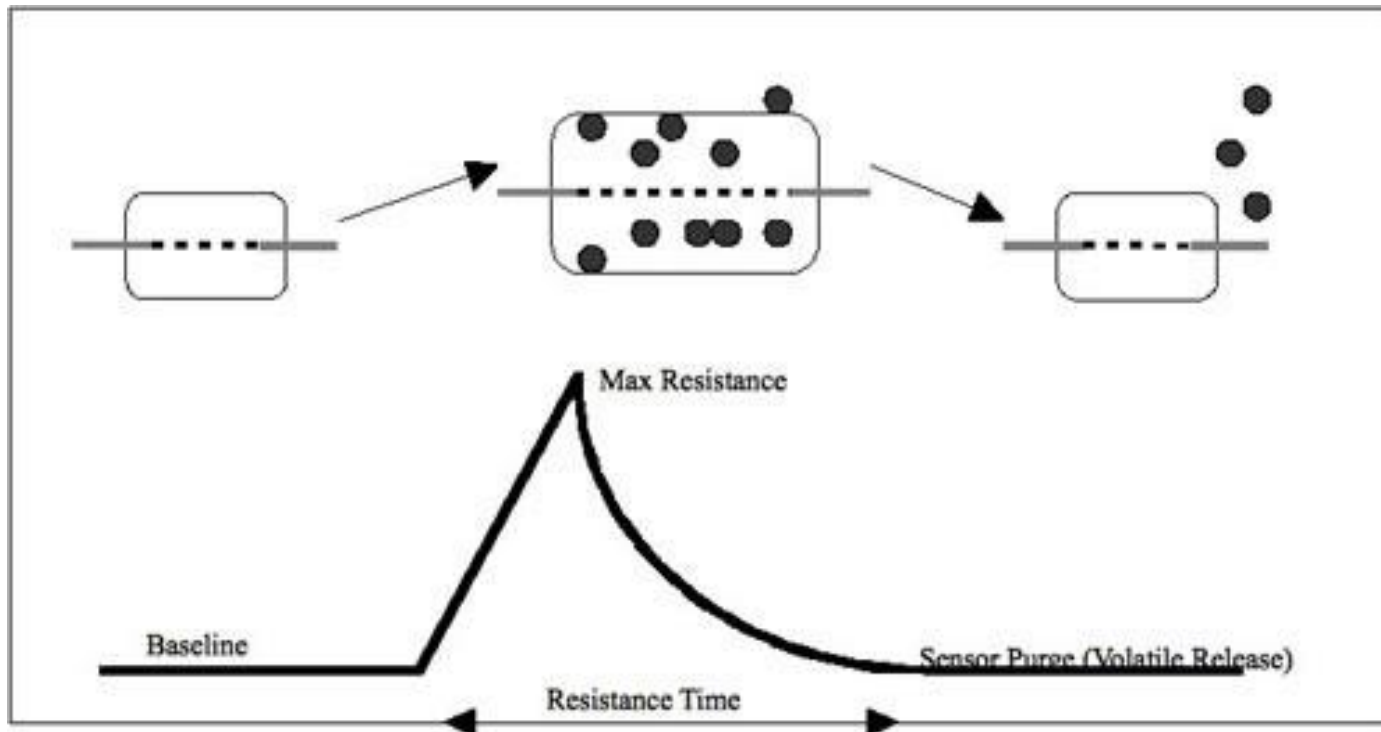 Max Resistance
Baseline
Sensor Purge (Volatile Release)
Resistance Time